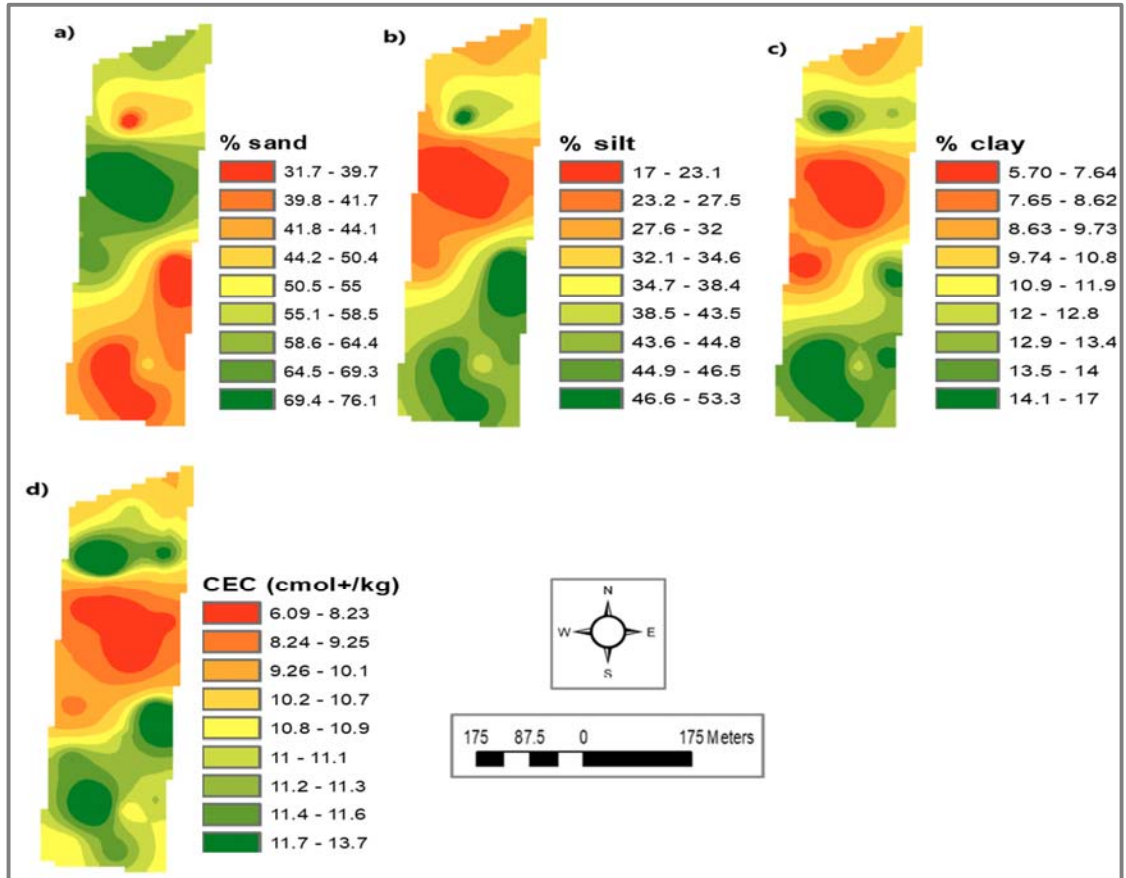 a)
% sand
31.7 - 39.7
39.8 - 41.7
41.8 - 44.1
44.2 - 50.4
50.5 - 55
55.1 - 58.5
58.6 - 64.4
64.5 - 69.3
69.4 - 76.1
b)
% silt
17 - 23.1
23.2 - 27.5
27.6 - 32
32.1 - 34.6
34.7 - 38.4
38.5 - 43.5
43.6 - 44.8
44.9 - 46.5
46.6 - 53.3
c)
% clay
5.70 - 7.64
7.65 - 8.62
8.63 - 9.73
9.74 - 10.8
10.9 - 11.9
12 - 12.8
12.9 - 13.4
13.5 - 14
14.1 - 17
d)
CEC (cmol+/kg)
6.09 - 8.23
8.24 - 9.25
9.26 - 10.1
10.2 - 10.7
10.8 - 10.9
11 - 11.1
11.2 - 11.3
11.4 - 11.6
11.7 - 13.7
N
W E
S
175 87.5 0 175 Meters